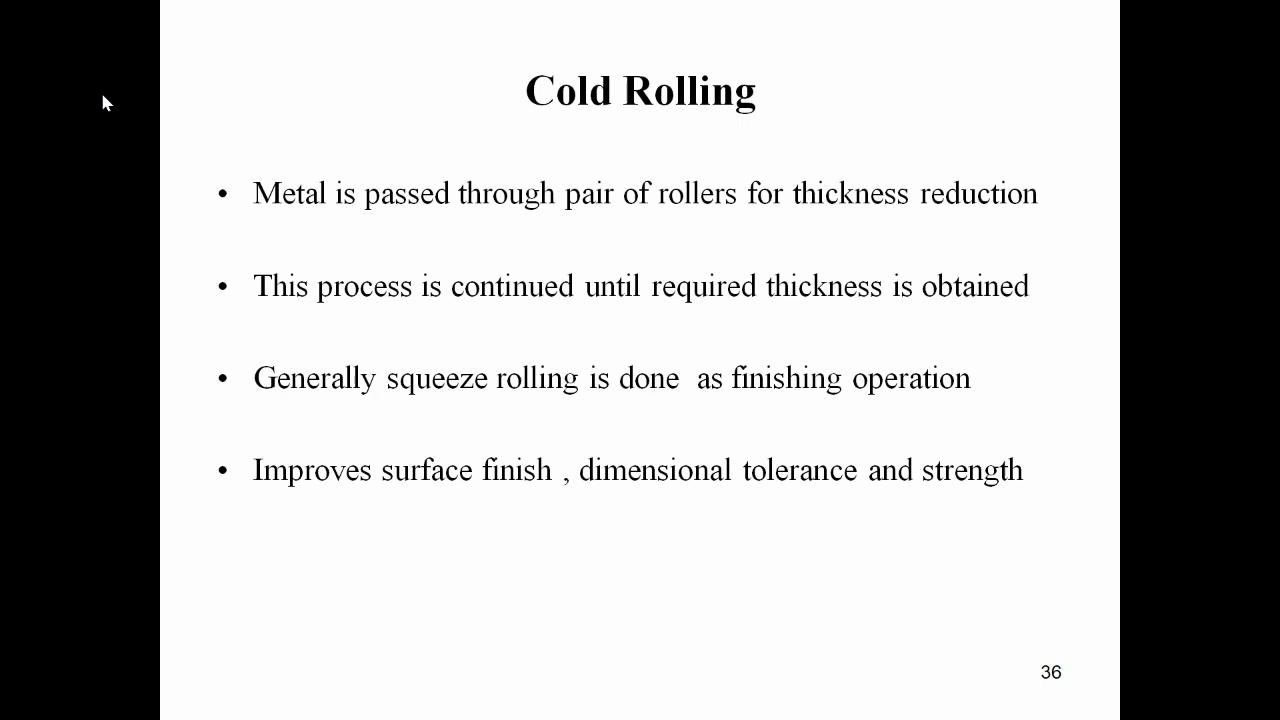 Cold Rolling
• Metal is passed through pair of rollers for thickness reduction
• This process is continued until required thickness is obtained
• Generally squeeze rolling is done  as finishing operation
• Improves surface finish , dimensional tolerance and strength
36